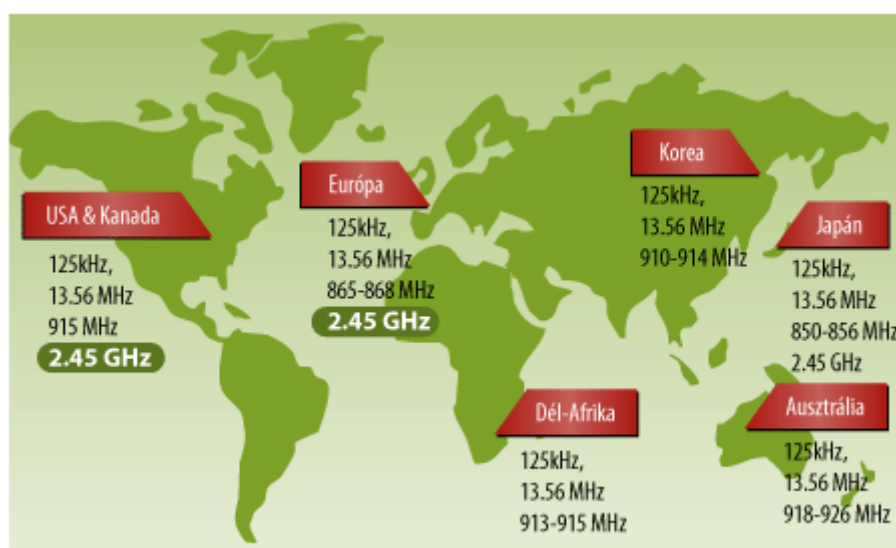 USA & Kanada
125kHz,
13.56 MHz
915 MHz
2.45 GHz
Európa
125kHz,
13.56 MHz
865-868 MHz
2.45 GHz
Korea
125kHz,
13.56 MHz
910-914 MHz
Japán
125kHz,
13.56 MHz
850-856 MHz
2.45 GHz
Dél-Afrika
125kHz,
13.56 MHz
913-915 MHz
Ausztrália
125kHz,
13.56 MHz
918-926 MHz